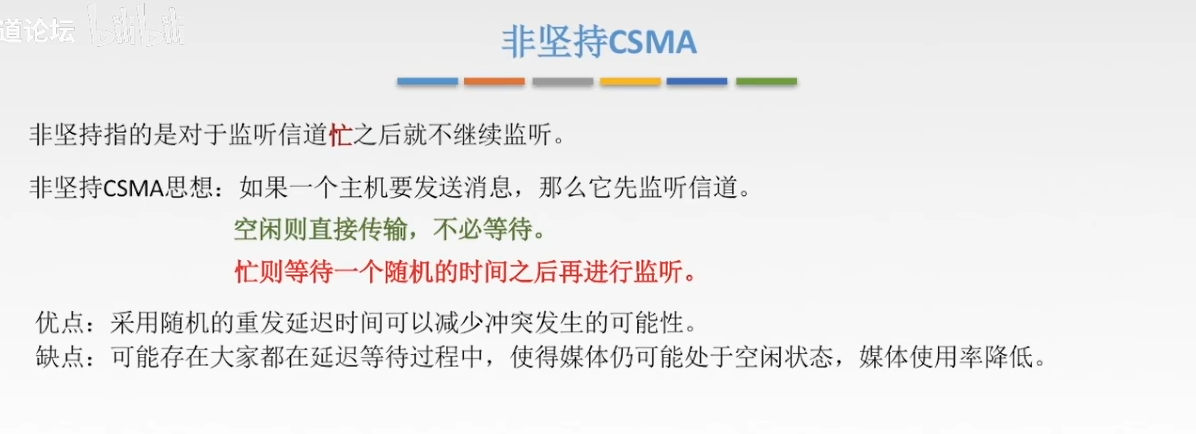 道论坛
bilibili
非坚持CSMA
非坚持指的是对于监听信道忙之后就不继续监听。
非坚持CSMA思想：如果一个主机要发送消息，那么它先监听信道。
空闲则直接传输，不必等待。
忙则等待一个随机的时间之后再进行监听。
优点：采用随机的重发延迟时间可以减少冲突发生的可能性。
缺点：可能存在大家都在延迟等待过程中，使得媒体仍可能处于空闲状态，媒体使用率降低。